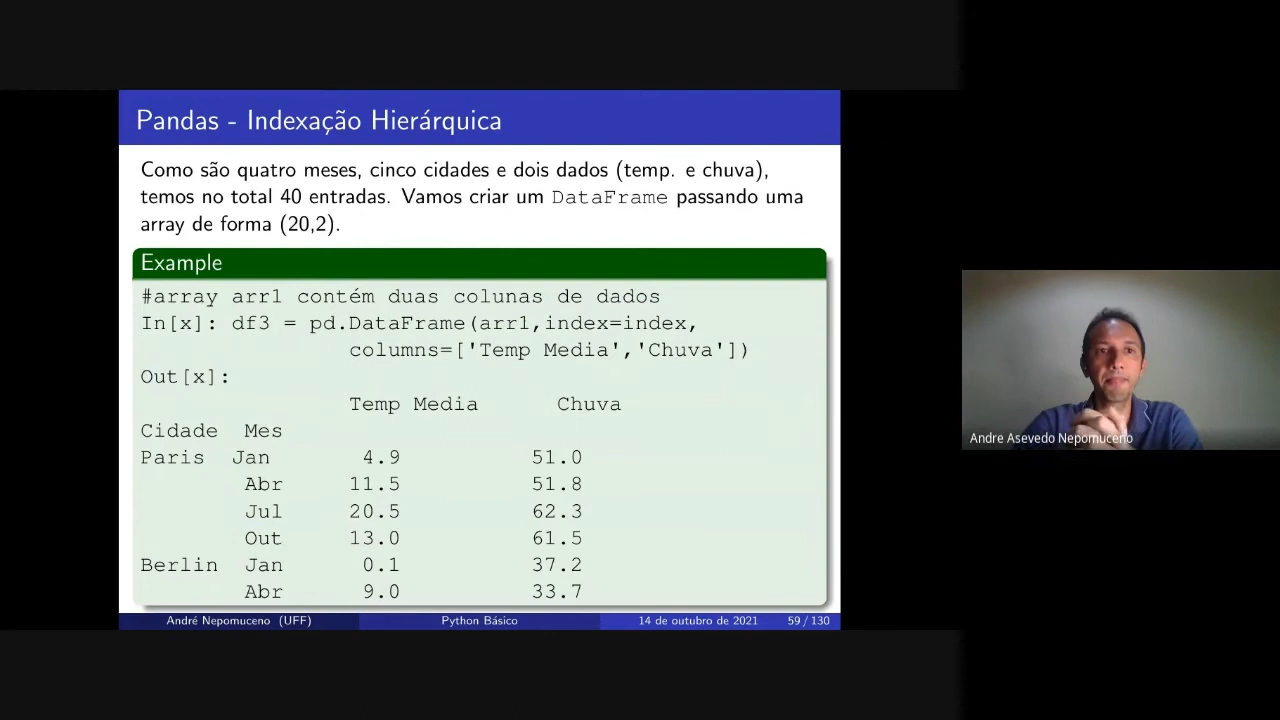 Pandas - Indexação Hierárquica
Como são quatro meses, cinco cidades e dois dados (temp. e chuva),
temos no total 40 entradas. Vamos criar um DataFrame passando uma
array de forma (20,2).
Example
#array arr1 contém duas colunas de dados
In[x]: df3 = pd.DataFrame(arr1,index=index,
columns=['Temp Media','Chuva'])
Out[x]:
Temp Media Chuva
Cidade Mes
Paris Jan 4.9 51.0
Abr 11.5 51.8
Jul 20.5 62.3
Out 13.0 61.5
Berlin Jan 0.1 37.2
Abr 9.0 33.7
André Nepomuceno (UFF) Python Básico 14 de outubro de 2021 59 / 130
Andre Asevedo Nepomuceno